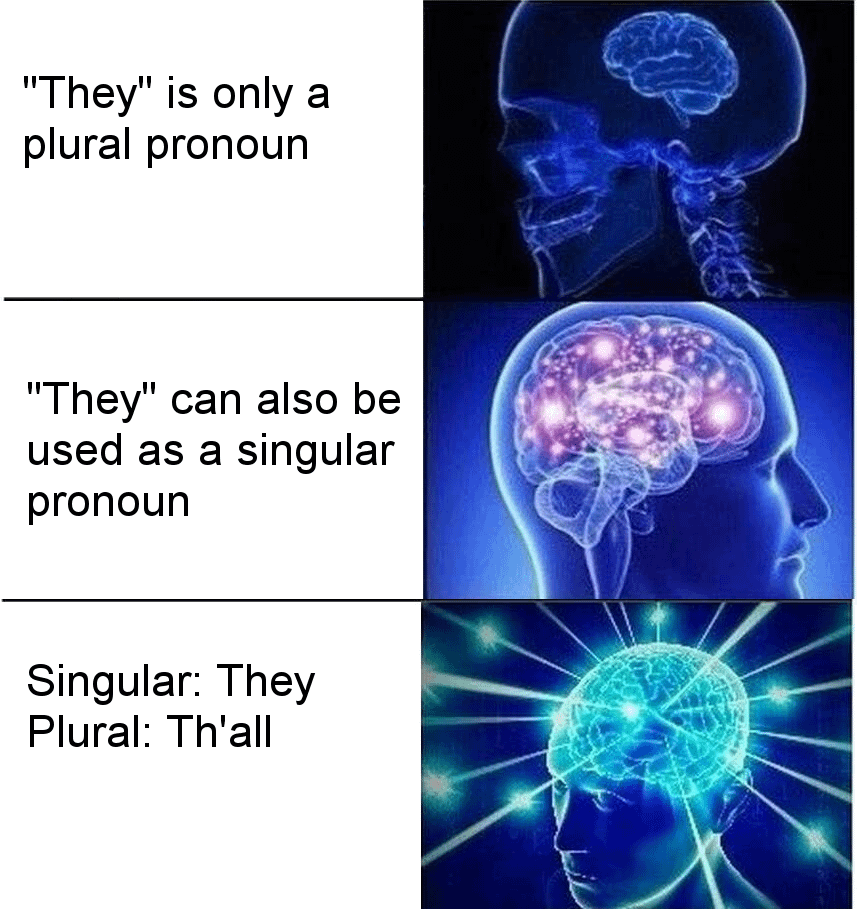 "They" is only a
plural pronoun
"They" can also be
used as a singular
pronoun
Singular: They
Plural: Th'all